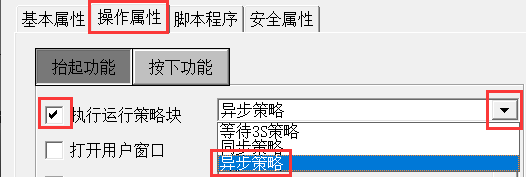 基本属性 操作属性 脚本程序 安全属性
抬起功能 按下功能
执行运行策略块 异步策略
等待3S策略
打开用户窗口 同步策略
异步策略